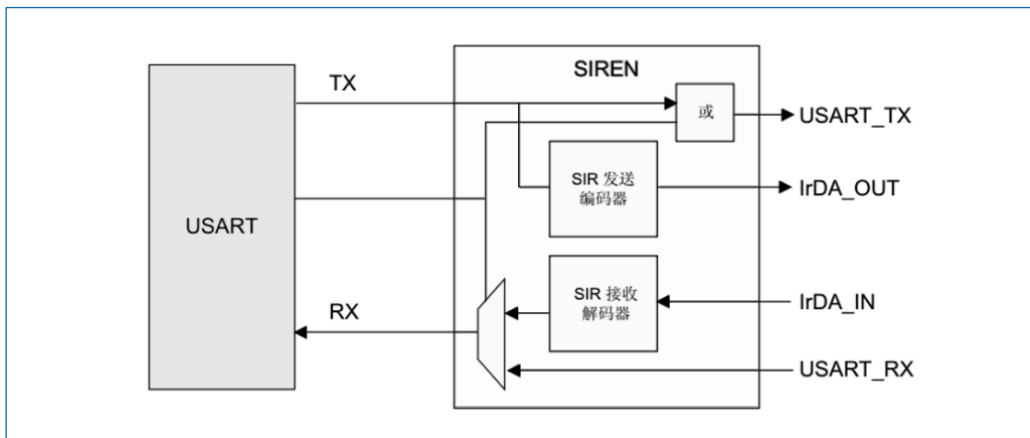 SIREN
TX
或
USART_TX
SIR 发送
编码器
IrDA_OUT
USART
SIR 接收
解码器
IrDA_IN
RX
USART_RX